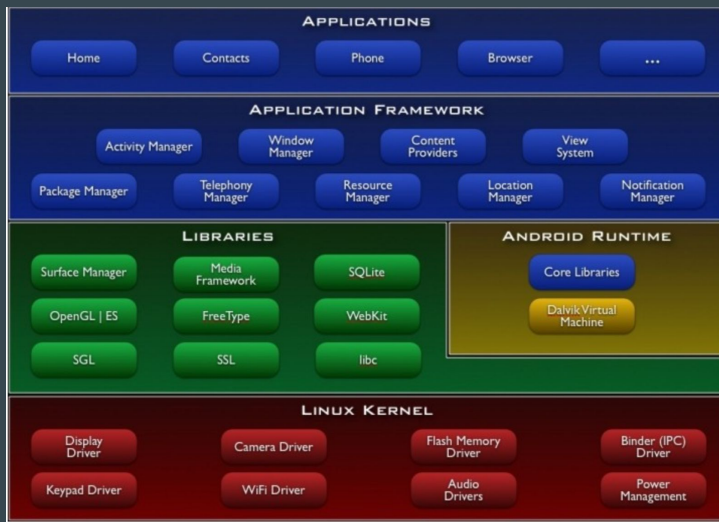 APPLICATIONS
Home
Contacts
Phone
Browser
...
APPLICATION FRAMEWORK
Activity Manager
Window
Manager
Content
Providers
View
System
Package Manager
Telephony
Manager
Resource
Manager
Location
Manager
Notification
Manager
LIBRARIES
Surface Manager
Media
Framework
SQLite
OpenGL | ES
FreeType
WebKit
SGL
SSL
libc
ANDROID RUNTIME
Core Libraries
Dalvik Virtual
Machine
LINUX KERNEL
Display
Driver
Camera Driver
Flash Memory
Driver
Binder (IPC)
Driver
Keypad Driver
WiFi Driver
Audio
Drivers
Power
Management